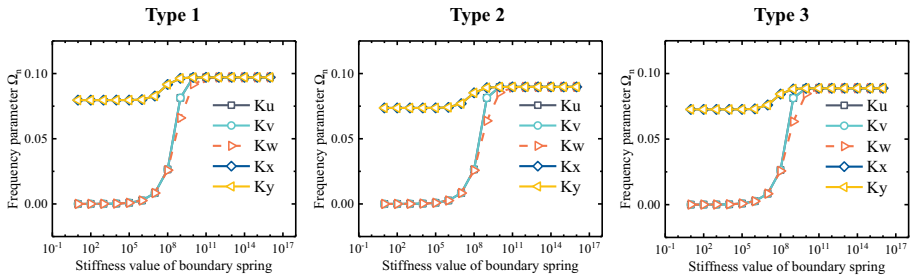 Type 1
Frequency parameter Ωₙ
0.10
0.05
0.00
Ku
Kv
Kw
Kx
Ky
10⁻¹ 10² 10⁵ 10⁸ 10¹¹ 10¹⁴ 10¹⁷
Stiffness value of boundary spring
Type 2
Frequency parameter Ωₙ
0.10
0.05
0.00
Ku
Kv
Kw
Kx
Ky
10⁻¹ 10² 10⁵ 10⁸ 10¹¹ 10¹⁴ 10¹⁷
Stiffness value of boundary spring
Type 3
Frequency parameter Ωₙ
0.10
0.05
0.00
Ku
Kv
Kw
Kx
Ky
10⁻¹ 10² 10⁵ 10⁸ 10¹¹ 10¹⁴ 10¹⁷
Stiffness value of boundary spring